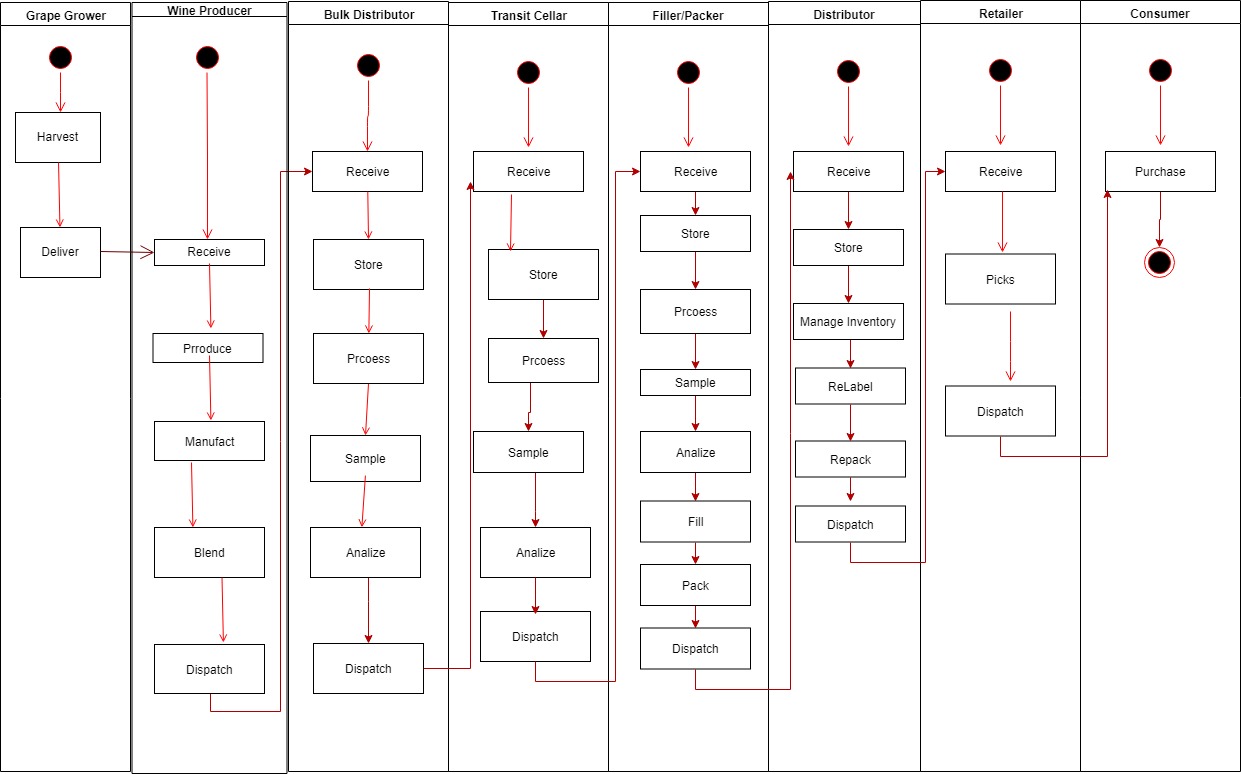 Grape Grower
Harvest
Deliver
Wine Producer
Receive
Prroduce
Manufact
Blend
Dispatch
Bulk Distributor
Receive
Store
Prcoess
Sample
Analize
Dispatch
Transit Cellar
Receive
Store
Prcoess
Sample
Analize
Dispatch
Filler/Packer
Receive
Store
Prcoess
Sample
Analize
Fill
Pack
Dispatch
Distributor
Receive
Store
Manage Inventory
ReLabel
Repack
Dispatch
Retailer
Receive
Picks
Dispatch
Consumer
Purchase